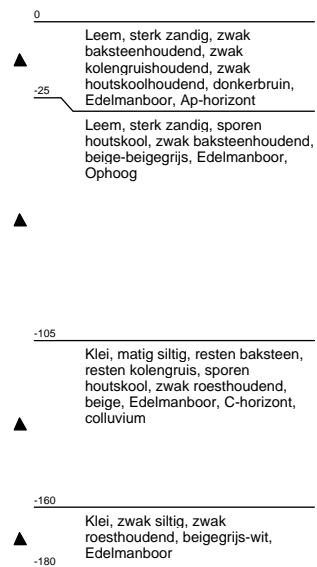 0
Leem, sterk zandig, zwak
baksteenhoudend, zwak
kolengruishoudend, zwak
houtskoolhoudend, donkerbruin,
Edelmanboor, Ap-horizont
-25
Leem, sterk zandig, sporen
houtskool, zwak baksteenhoudend,
beige-beigegrijs, Edelmanboor,
Ophoog
-105
Klei, matig siltig, resten baksteen,
resten kolengruis, sporen
houtskool, zwak roesthoudend,
beige, Edelmanboor, C-horizont,
colluvium
-160
Klei, zwak siltig, zwak
roesthoudend, beigegrijs-wit,
Edelmanboor
-180